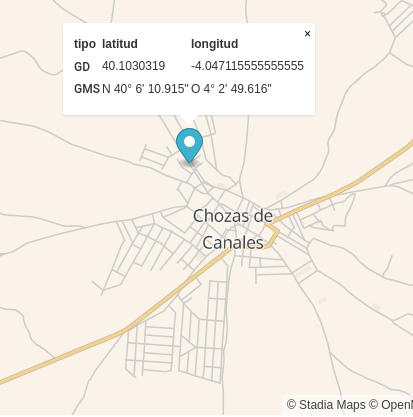 ×
tipo latitud longitud
GD 40.1030319 -4.047115555555555
GMS N 40° 6' 10.915" O 4° 2' 49.616"
Chozas de
Canales
© Stadia Maps © OpenM